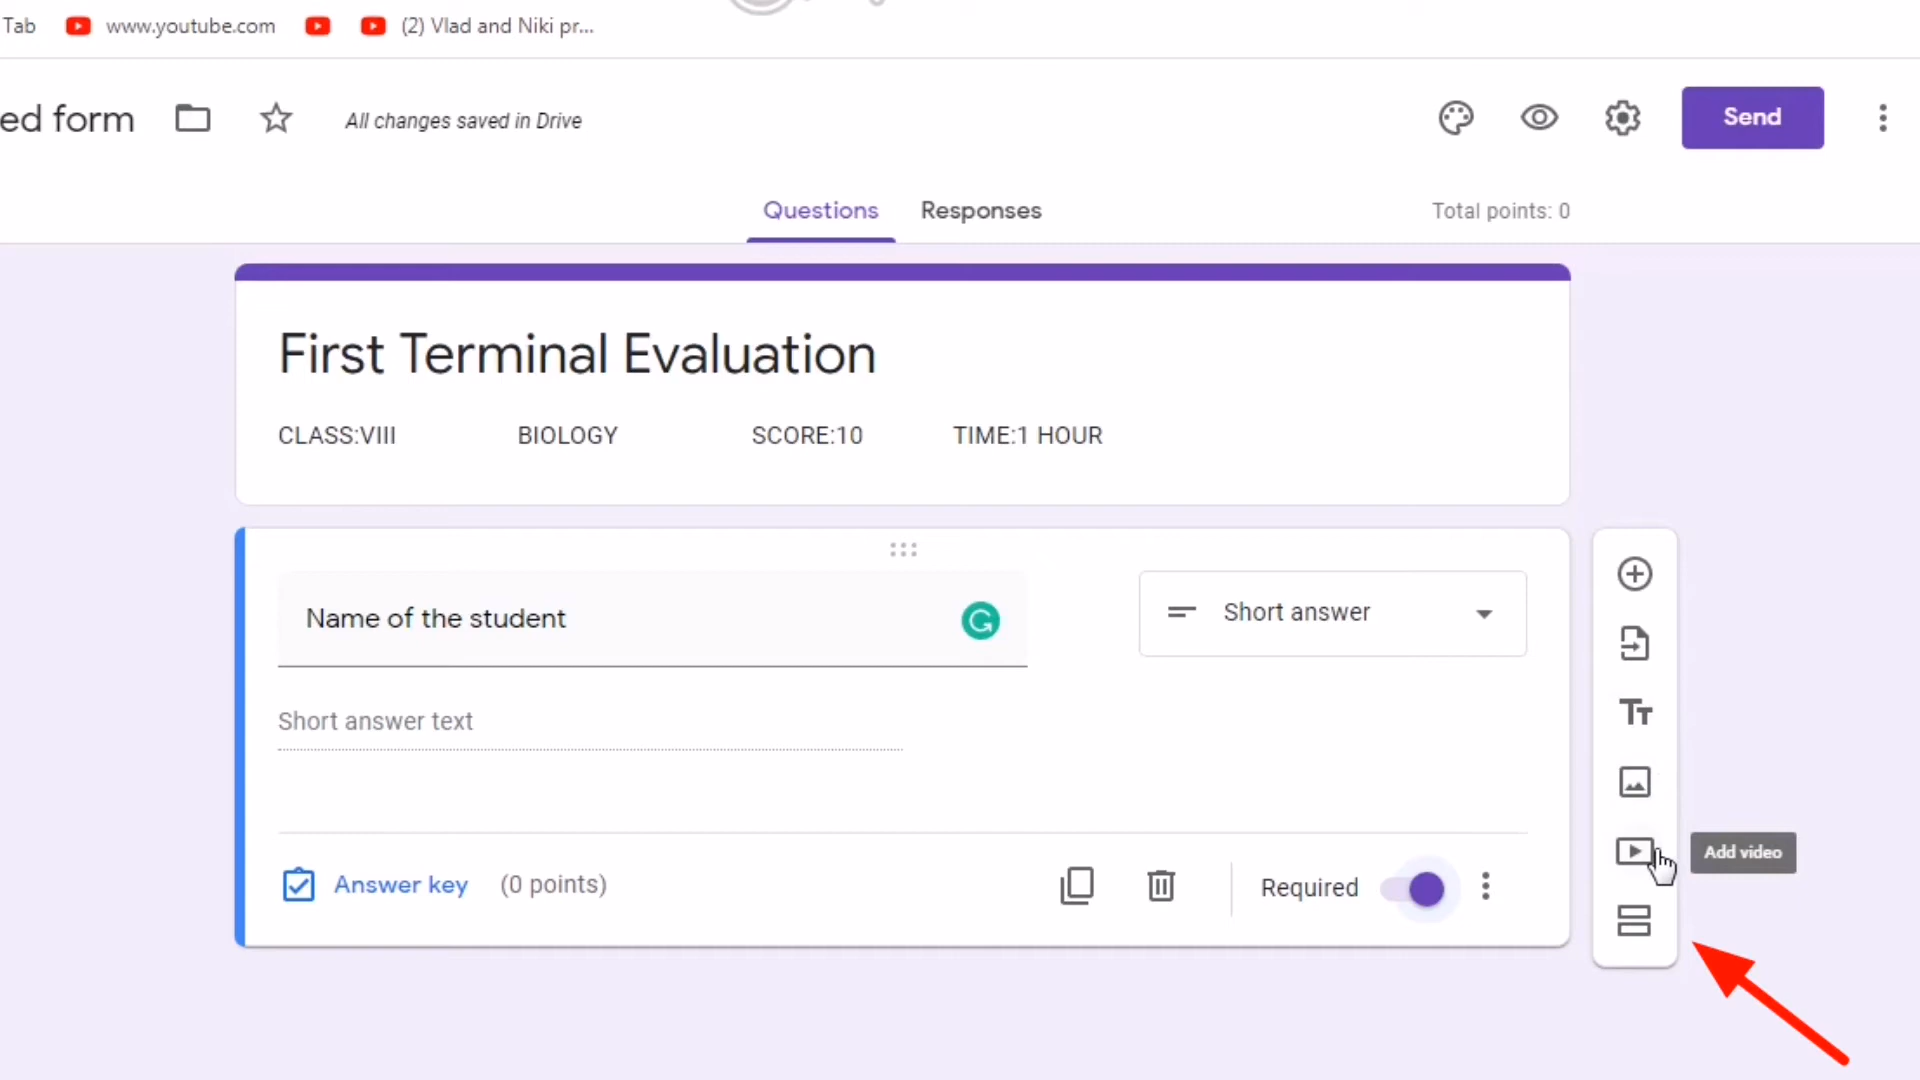 Tab www.youtube.com (2) Vlad and Niki pr...
ed form All changes saved in Drive Send
Questions Responses Total points: 0
First Terminal Evaluation
CLASS:VIII BIOLOGY SCORE:10 TIME:1 HOUR
Name of the student Short answer
Short answer text
Add video
Answer key (0 points) Required